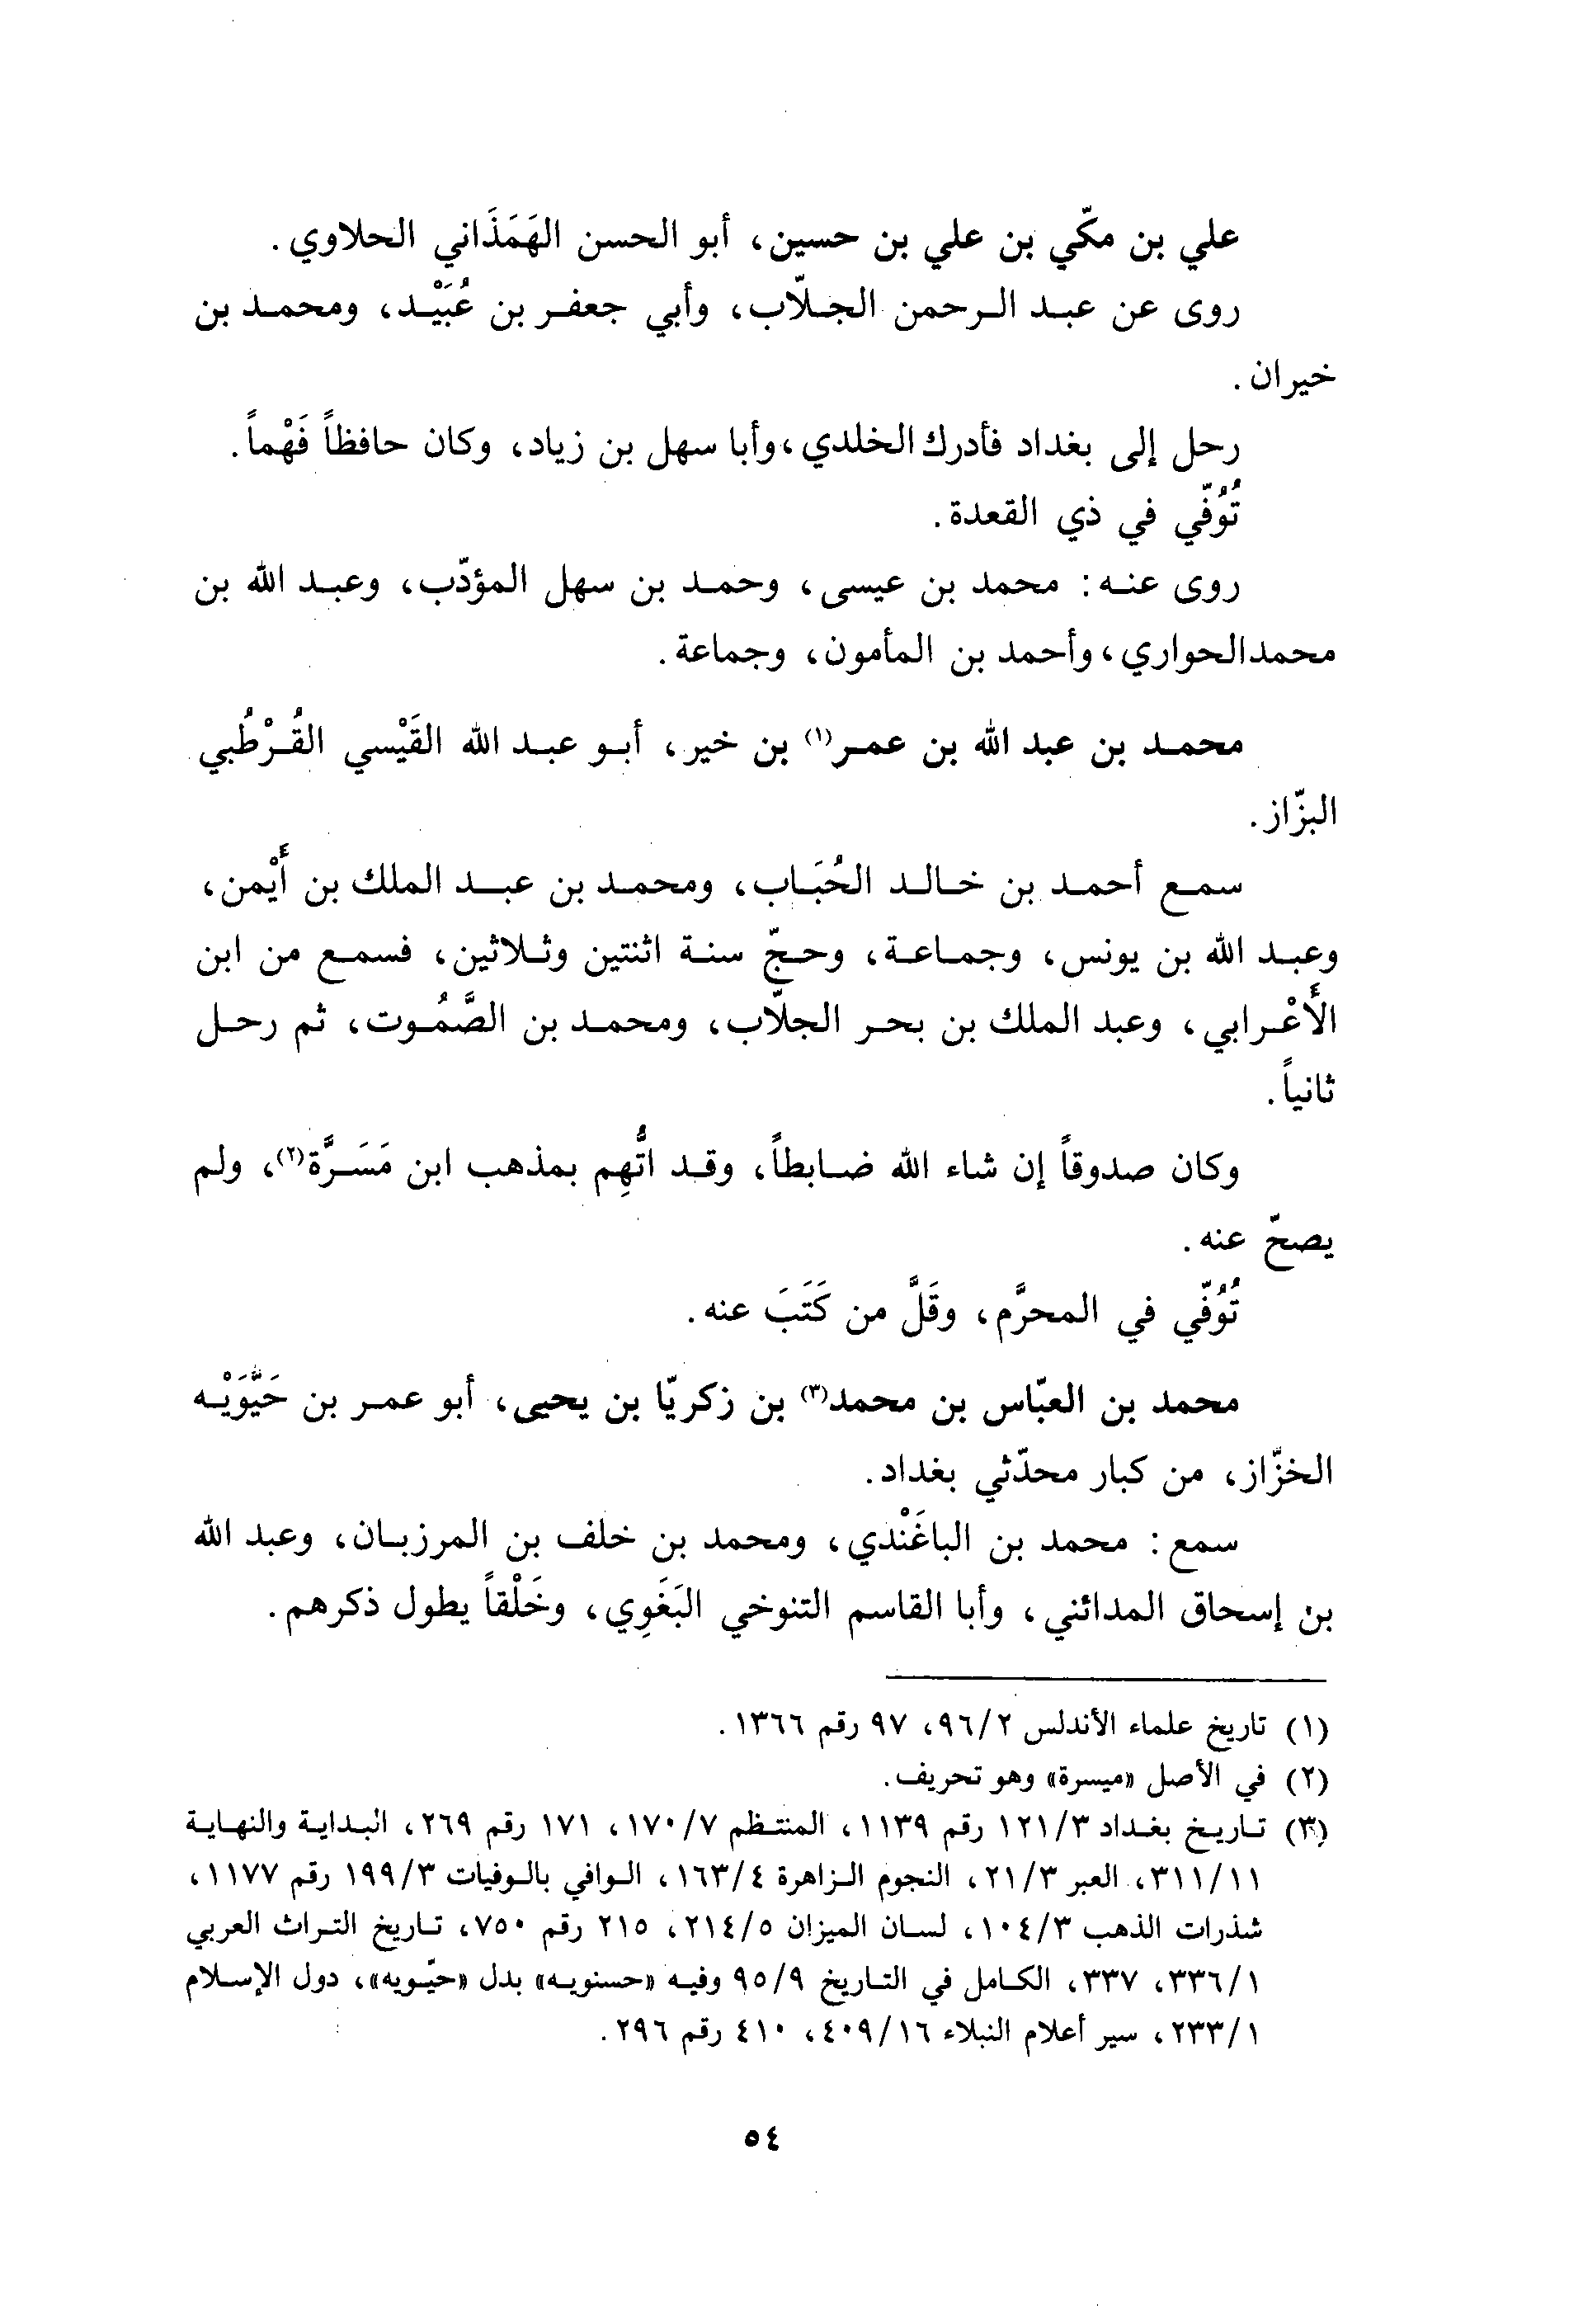 علي بن مكّي بن علي بن حسين، أبو الحسن الهَمَذَاني الحلاوي.
روى عن عبد الرحمن الجلّاب، وأبي جعفر بن عُبَيْد، ومحمد بن
خيران.
رحل إلى بغداد فأدرك الخلدي، وأبا سهل بن زياد، وكان حافظاً فَهْماً.
تُوُفّي في ذي القعدة.
روى عنه: محمد بن عيسى، وحمد بن سهل المؤدّب، وعبد الله بن
محمد الحواري، وأحمد بن المأمون، وجماعة.
محمد بن عبد الله بن عمر(١) بن خير، أبو عبد الله القَيْسي القُرْطُبي
البزّاز.
سمع أحمد بن خالد الحُبَاب، ومحمد بن عبد الملك بن أَيْمن،
وعبد الله بن يونس، وجماعة، وحجّ سنة اثنتين وثلاثين، فسمع من ابن
الأَعْرابي، وعبد الملك بن بحر الجلّاب، ومحمد بن الصَّمُوت، ثم رحل
ثانياً.
وكان صدوقاً إن شاء الله ضابطاً، وقد اتُّهِم بمذهب ابن مَسَرَّة(٢)، ولم
يصحّ عنه.
تُوُفّي في المحرَّم، وقَلَّ من كَتَبَ عنه.
محمد بن العبّاس بن محمد(٣) بن زكريّا بن يحيى، أبو عمر بن حَيَّوَيْه
الخزّاز، من كبار محدّثي بغداد.
سمع: محمد بن الباغَنْدي، ومحمد بن خلف بن المرزبان، وعبد الله
بن إسحاق المدائني، وأبا القاسم التنوخي البَغَوِي، وخَلْقاً يطول ذكرهم.
(١) تاريخ علماء الأندلس ٩٦/٢، ٩٧ رقم ١٣٦٦.
(٢) في الأصل «ميسرة» وهو تحريف.
(٣) تاريخ بغداد ١٢١/٣ رقم ١١٣٩، المنتظم ١٧٠/٧، ١٧١ رقم ٢٦٩، البداية والنهاية
٣١١/١١، العبر ٢١/٣، النجوم الزاهرة ١٦٣/٤، الوافي بالوفيات ١٩٩/٣ رقم ١١٧٧،
شذرات الذهب ١٠٤/٣، لسان الميزان ٢١٤/٥، ٢١٥ رقم ٧٥٠، تاريخ التراث العربي
٣٣٦/١، ٣٣٧، الكامل في التاريخ ٩٥/٩ وفيه «حسنويه» بدل «حيّويه»، دول الإسلام
٢٣٣/١، سير أعلام النبلاء ٤٠٩/١٦، ٤١٠ رقم ٢٩٦.
٥٤